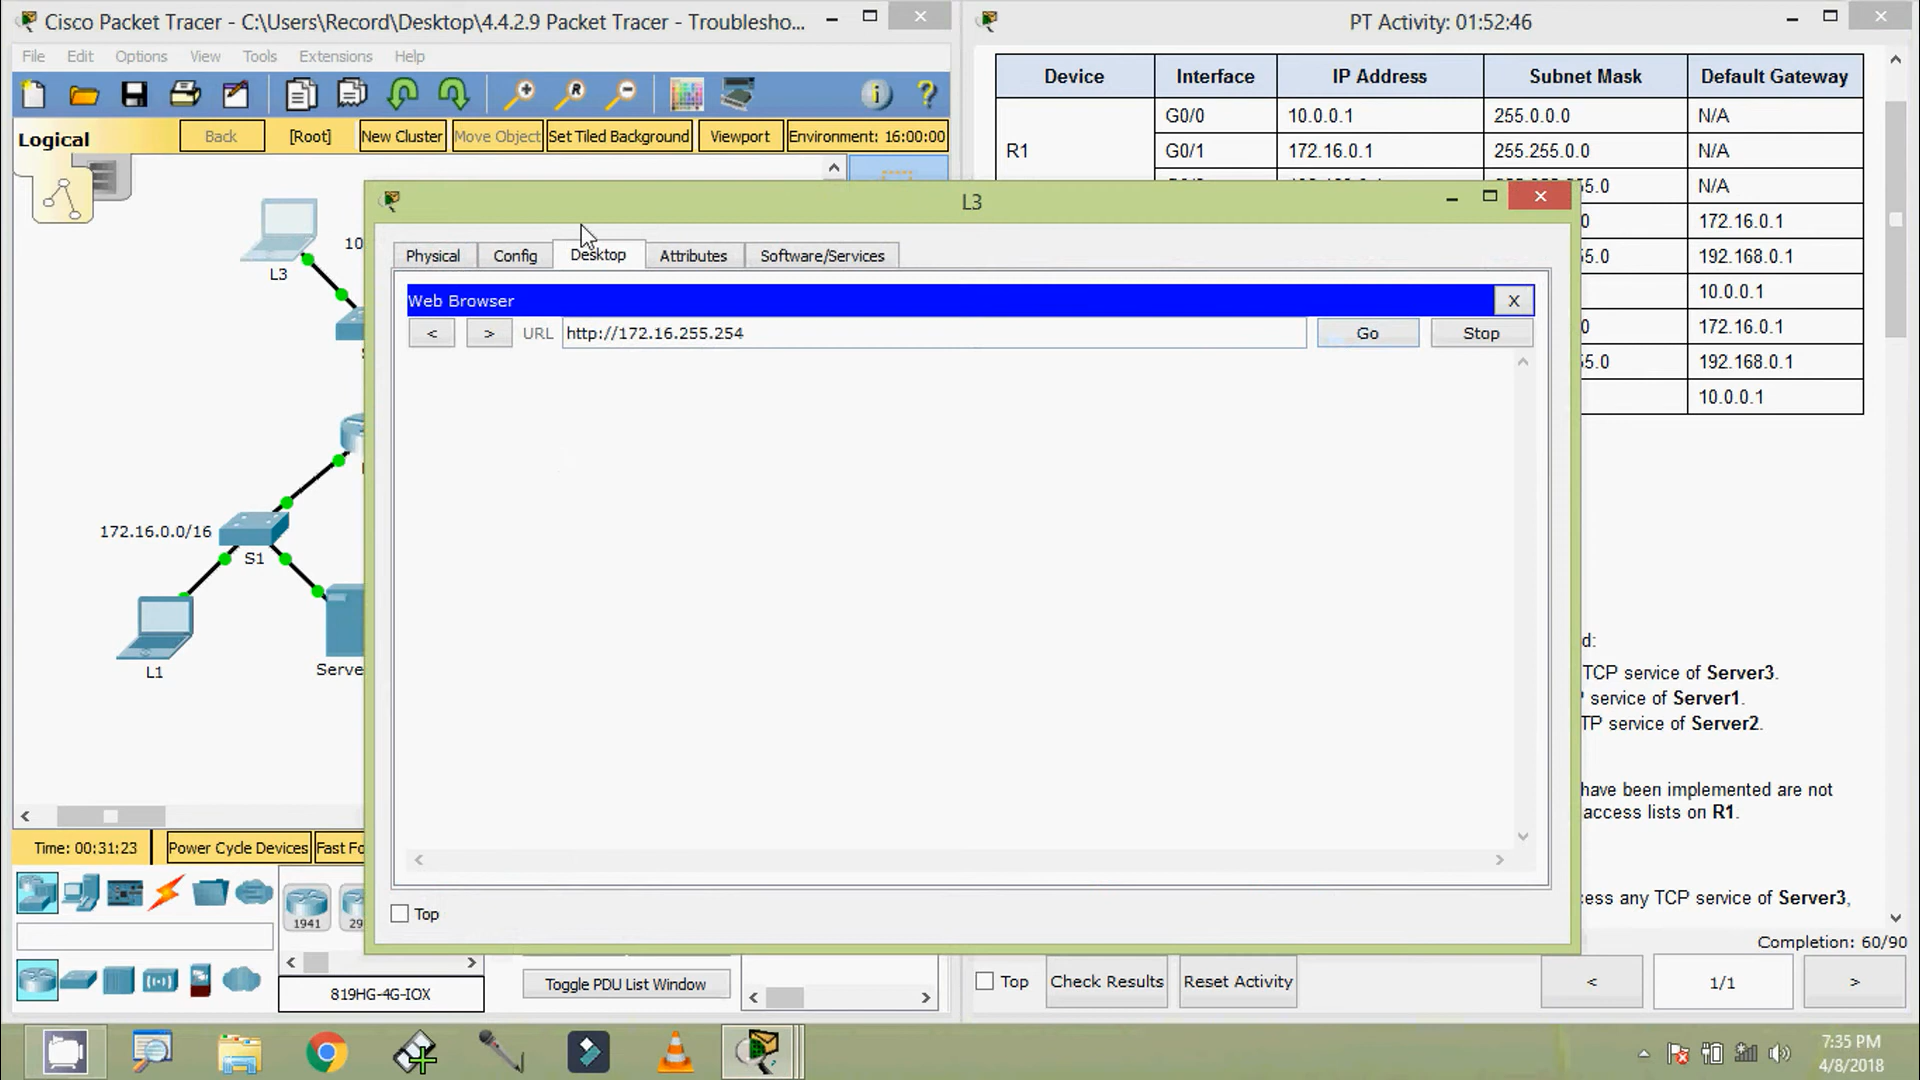 Cisco Packet Tracer - C:\Users\Record\Desktop\4.4.2.9 Packet Tracer - Troublesho...
PT Activity: 01:52:46
File Edit Options View Tools Extensions Help
Logical
Back
[Root]
New Cluster
Move Object
Set Tiled Background
Viewport
Environment: 16:00:00
Device Interface IP Address Subnet Mask Default Gateway
R1
G0/0 10.0.0.1 255.0.0.0 N/A
G0/1 172.16.0.1 255.255.0.0 N/A
5.0 N/A
0 172.16.0.1
5.0 192.168.0.1
10.0.0.1
0 172.16.0.1
55.0 192.168.0.1
10.0.0.1
L3
10
172.16.0.0/16
S1
L1
Serve
L3
Physical Config Desktop Attributes Software/Services
Web Browser
X
< > URL http://172.16.255.254 Go Stop
Top
d:
TCP service of Server3.
service of Server1.
TP service of Server2.
have been implemented are not
access lists on R1.
cess any TCP service of Server3,
Completion: 60/90
Time: 00:31:23
Power Cycle Devices
Fast Fo
1941
29
819HG-4G-IOX
Toggle PDU List Window
Top
Check Results
Reset Activity
<
1/1
>
7:35 PM
4/8/2018